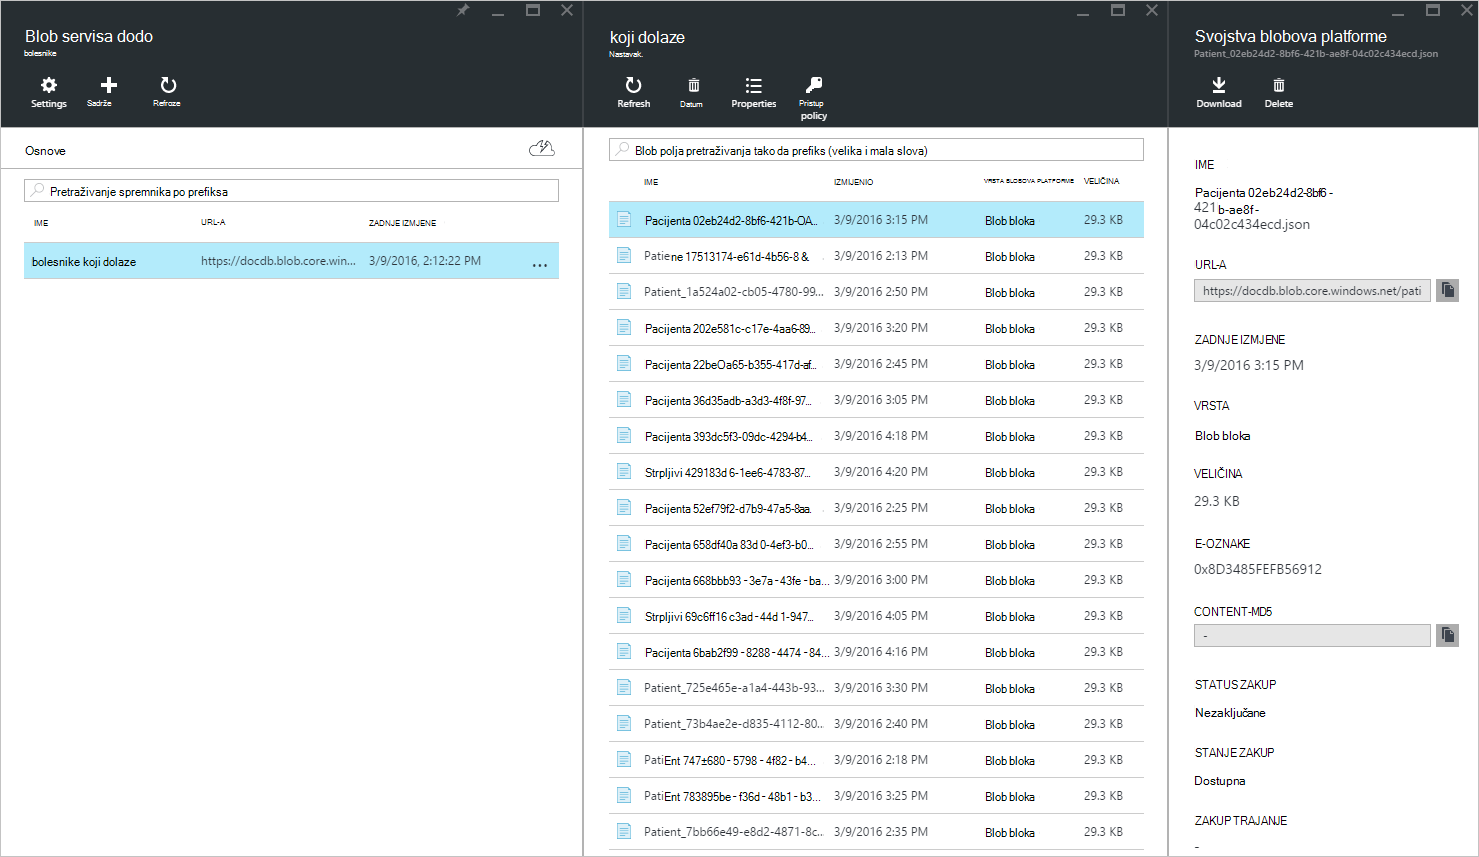 Blob servisa dodo
bolesnike
Settings
Sadrže
Refroze
Osnove
Pretraživanje spremnika po prefiksa
IME URL-A ZADNJE IZMJENE
bolesnike koji dolaze https://docdb.blob.core.win... 3/9/2016, 2:12:22 PM ...
koji dolaze
Nastavak.
Refresh
Datum
Properties
Pristup
policy
Blob polja pretraživanja tako da prefiks (velika i mala slova)
IME IZMIJENIO VRSTA BLOBOVA PLATFORME VELIČINA
Pacijenta 02eb24d2-8bf6-421b-OA... 3/9/2016 3:15 PM Blob bloka 29.3 KB
Patiene 17513174-e61d-4b56-8 & 3/9/2016 2:13 PM Blob bloka 29.3 KB
Patient_1a524a02-cb05-4780-99... 3/9/2016 2:50 PM Blob bloka 29.3 KB
Pacijenta 202e581c-c17e-4aa6-89... 3/9/2016 3:20 PM Blob bloka 29.3 KB
Pacijenta 22beOa65-b355-417d-af... 3/9/2016 2:45 PM Blob bloka 29.3 KB
Pacijenta 36d35adb-a3d3-4f8f-97... 3/9/2016 3:05 PM Blob bloka 29.3 KB
Pacijenta 393dc5f3-09dc-4294-b4... 3/9/2016 4:18 PM Blob bloka 29.3 KB
Strpljivi 429183d 6-1ee6-4783-87... 3/9/2016 4:20 PM Blob bloka 29.3 KB
Pacijenta 52ef79f2-d7b9-47a5-8aa. 3/9/2016 2:25 PM Blob bloka 29.3 KB
Pacijenta 658df40a 83d 0-4ef3-b0... 3/9/2016 2:55 PM Blob bloka 29.3 KB
Pacijenta 668bbb93 - 3e7a - 43fe - ba... 3/9/2016 3:00 PM Blob bloka 29.3 KB
Strpljivi 69c6ff16 c3ad - 44d 1-947... 3/9/2016 4:05 PM Blob bloka 29.3 KB
Pacijenta 6bab2f99 - 8288 - 4474 - 84... 3/9/2016 4:16 PM Blob bloka 29.3 KB
Patient_725e465e-a1a4-443b-93... 3/9/2016 3:30 PM Blob bloka 29.3 KB
Patient_73b4ae2e-d835-4112-80... 3/9/2016 2:40 PM Blob bloka 29.3 KB
PatiEnt 747±680 - 5798 - 4f82 - b4... 3/9/2016 2:18 PM Blob bloka 29.3 KB
PatiEnt 783895be - f36d - 48b1 - b3... 3/9/2016 3:25 PM Blob bloka 29.3 KB
Patient_7bb66e49-e8d2-4871-8c... 3/9/2016 2:35 PM Blob bloka 29.3 KB
Svojstva blobova platforme
Patient_02eb24d2-8bf6-421b-ae8f-04c02c434ecd.json
Download
Delete
IME
Pacijenta 02eb24d2-8bf6 -
421 b-ae8f -
04c02c434ecd.json
URL-A
https://docdb.blob.core.windows.net/pati
ZADNJE IZMJENE
3/9/2016 3:15 PM
VRSTA
Blob bloka
VELIČINA
29.3 KB
E-OZNAKE
0x8D3485FEFB56912
CONTENT-MD5
-
STATUS ZAKUP
Nezaključane
STANJE ZAKUP
Dostupna
ZAKUP TRAJANJE
-